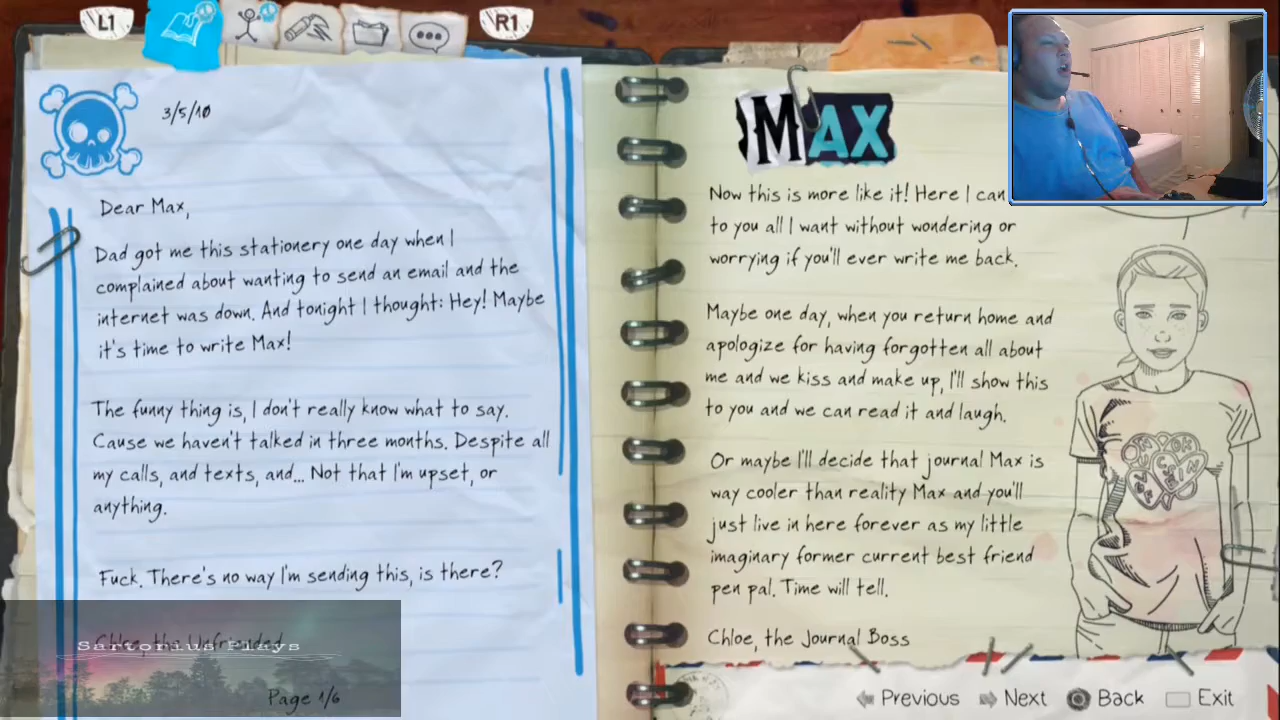 L1
R1
3/5/10
Dear Max,
Dad got me this stationery one day when I
complained about wanting to send an email and the
internet was down. And tonight I thought: Hey! Maybe
it's time to write Max!
The funny thing is, I don't really know what to say.
Cause we haven't talked in three months. Despite all
my calls, and texts, and... Not that I'm upset, or
anything.
Fuck. There's no way I'm sending this, is there?
Chloe, the Unfriended
Sartorius Plays
Page 1/6
MAX
Now this is more like it! Here I can
to you all I want without wondering or
worrying if you'll ever write me back.
Maybe one day, when you return home and
apologize for having forgotten all about
me and we kiss and make up, I'll show this
to you and we can read it and laugh.
Or maybe I'll decide that journal Max is
way cooler than reality Max and you'll
just live in here forever as my little
imaginary former current best friend
pen pal. Time will tell.
Chloe, the Journal Boss
Previous Next Back Exit